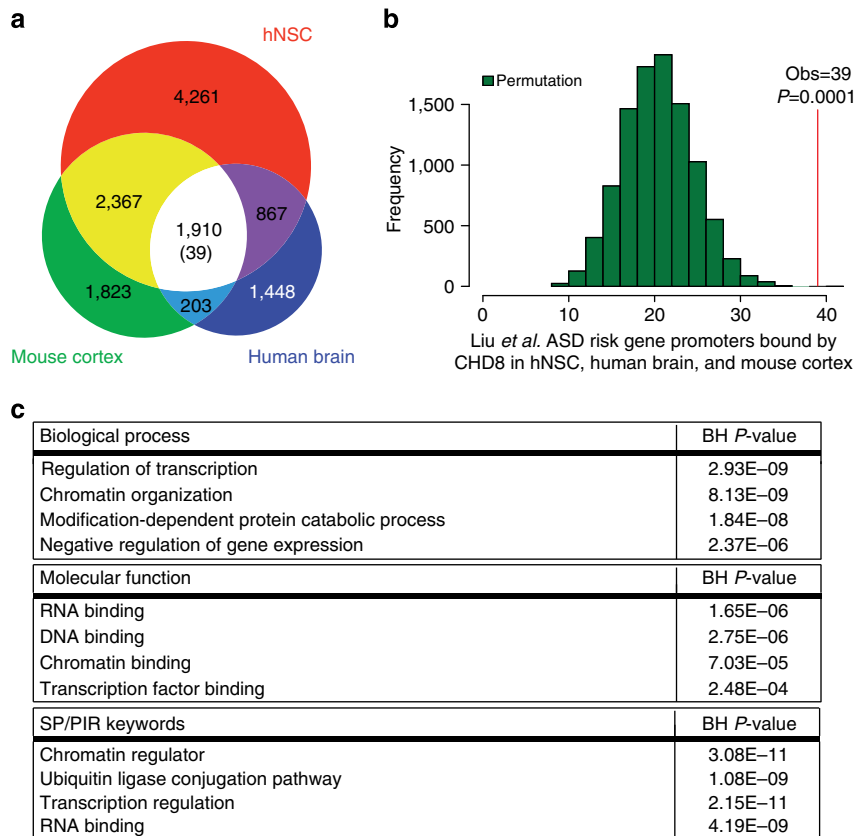 a
hNSC
4,261
2,367
1,910
(39)
867
1,823
203
1,448
Mouse cortex
Human brain
b
Permutation
Obs=39
P=0.0001
Frequency
1,500
1,000
500
0
0 10 20 30 40
Liu et al. ASD risk gene promoters bound by
CHD8 in hNSC, human brain, and mouse cortex
c
Biological process BH P-value
Regulation of transcription 2.93E–09
Chromatin organization 8.13E–09
Modification-dependent protein catabolic process 1.84E–08
Negative regulation of gene expression 2.37E–06
Molecular function BH P-value
RNA binding 1.65E–06
DNA binding 2.75E–06
Chromatin binding 7.03E–05
Transcription factor binding 2.48E–04
SP/PIR keywords BH P-value
Chromatin regulator 3.08E–11
Ubiquitin ligase conjugation pathway 1.08E–09
Transcription regulation 2.15E–11
RNA binding 4.19E–09